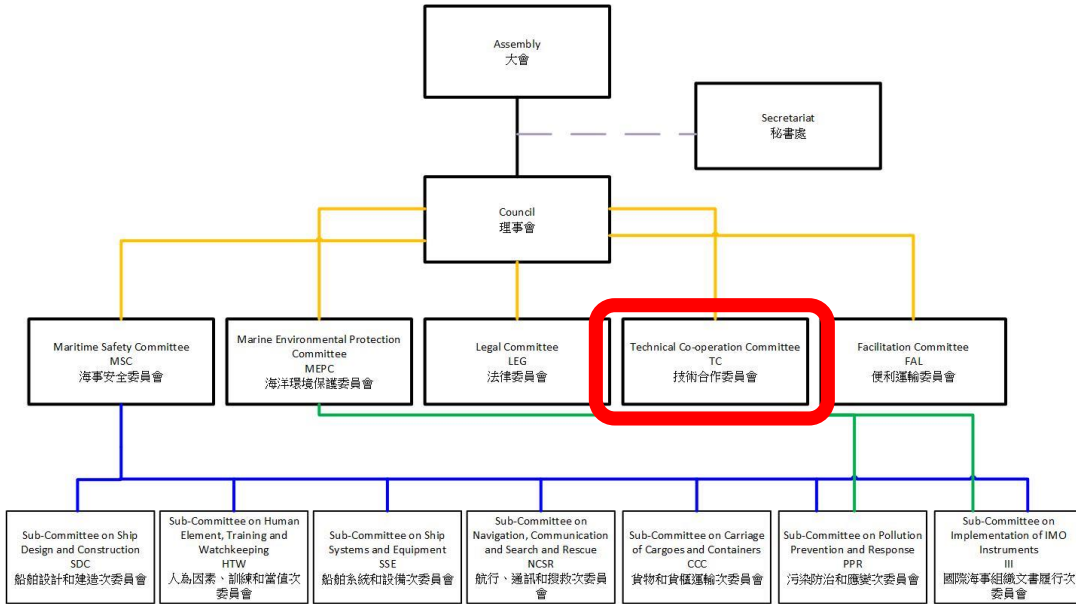 Assembly
大會
Secretariat
秘書處
Council
理事會
Maritime Safety Committee
MSC
海事安全委員會
Marine Environmental Protection
Committee
MEPC
海洋環境保護委員會
Legal Committee
LEG
法律委員會
Technical Co-operation Committee
TC
技術合作委員會
Facilitation Committee
FAL
便利運輸委員會
Sub-Committee on Ship
Design and Construction
SDC
船舶設計和建造次委員會
Sub-Committee on Human
Element, Training and
Watchkeeping
HTW
人為因素、訓練和當值次
委員會
Sub-Committee on Ship
Systems and Equipment
SSE
船舶系統和設備次委員會
Sub-Committee on
Navigation, Communication
and Search and Rescue
NCSR
航行、通訊和搜救次委員
會
Sub-Committee on Carriage
of Cargoes and Containers
CCC
貨物和貨櫃運輸次委員會
Sub-Committee on Pollution
Prevention and Response
PPR
污染防治和應變次委員會
Sub-Committee on
Implementation of IMO
Instruments
III
國際海事組織文書履行次
委員會